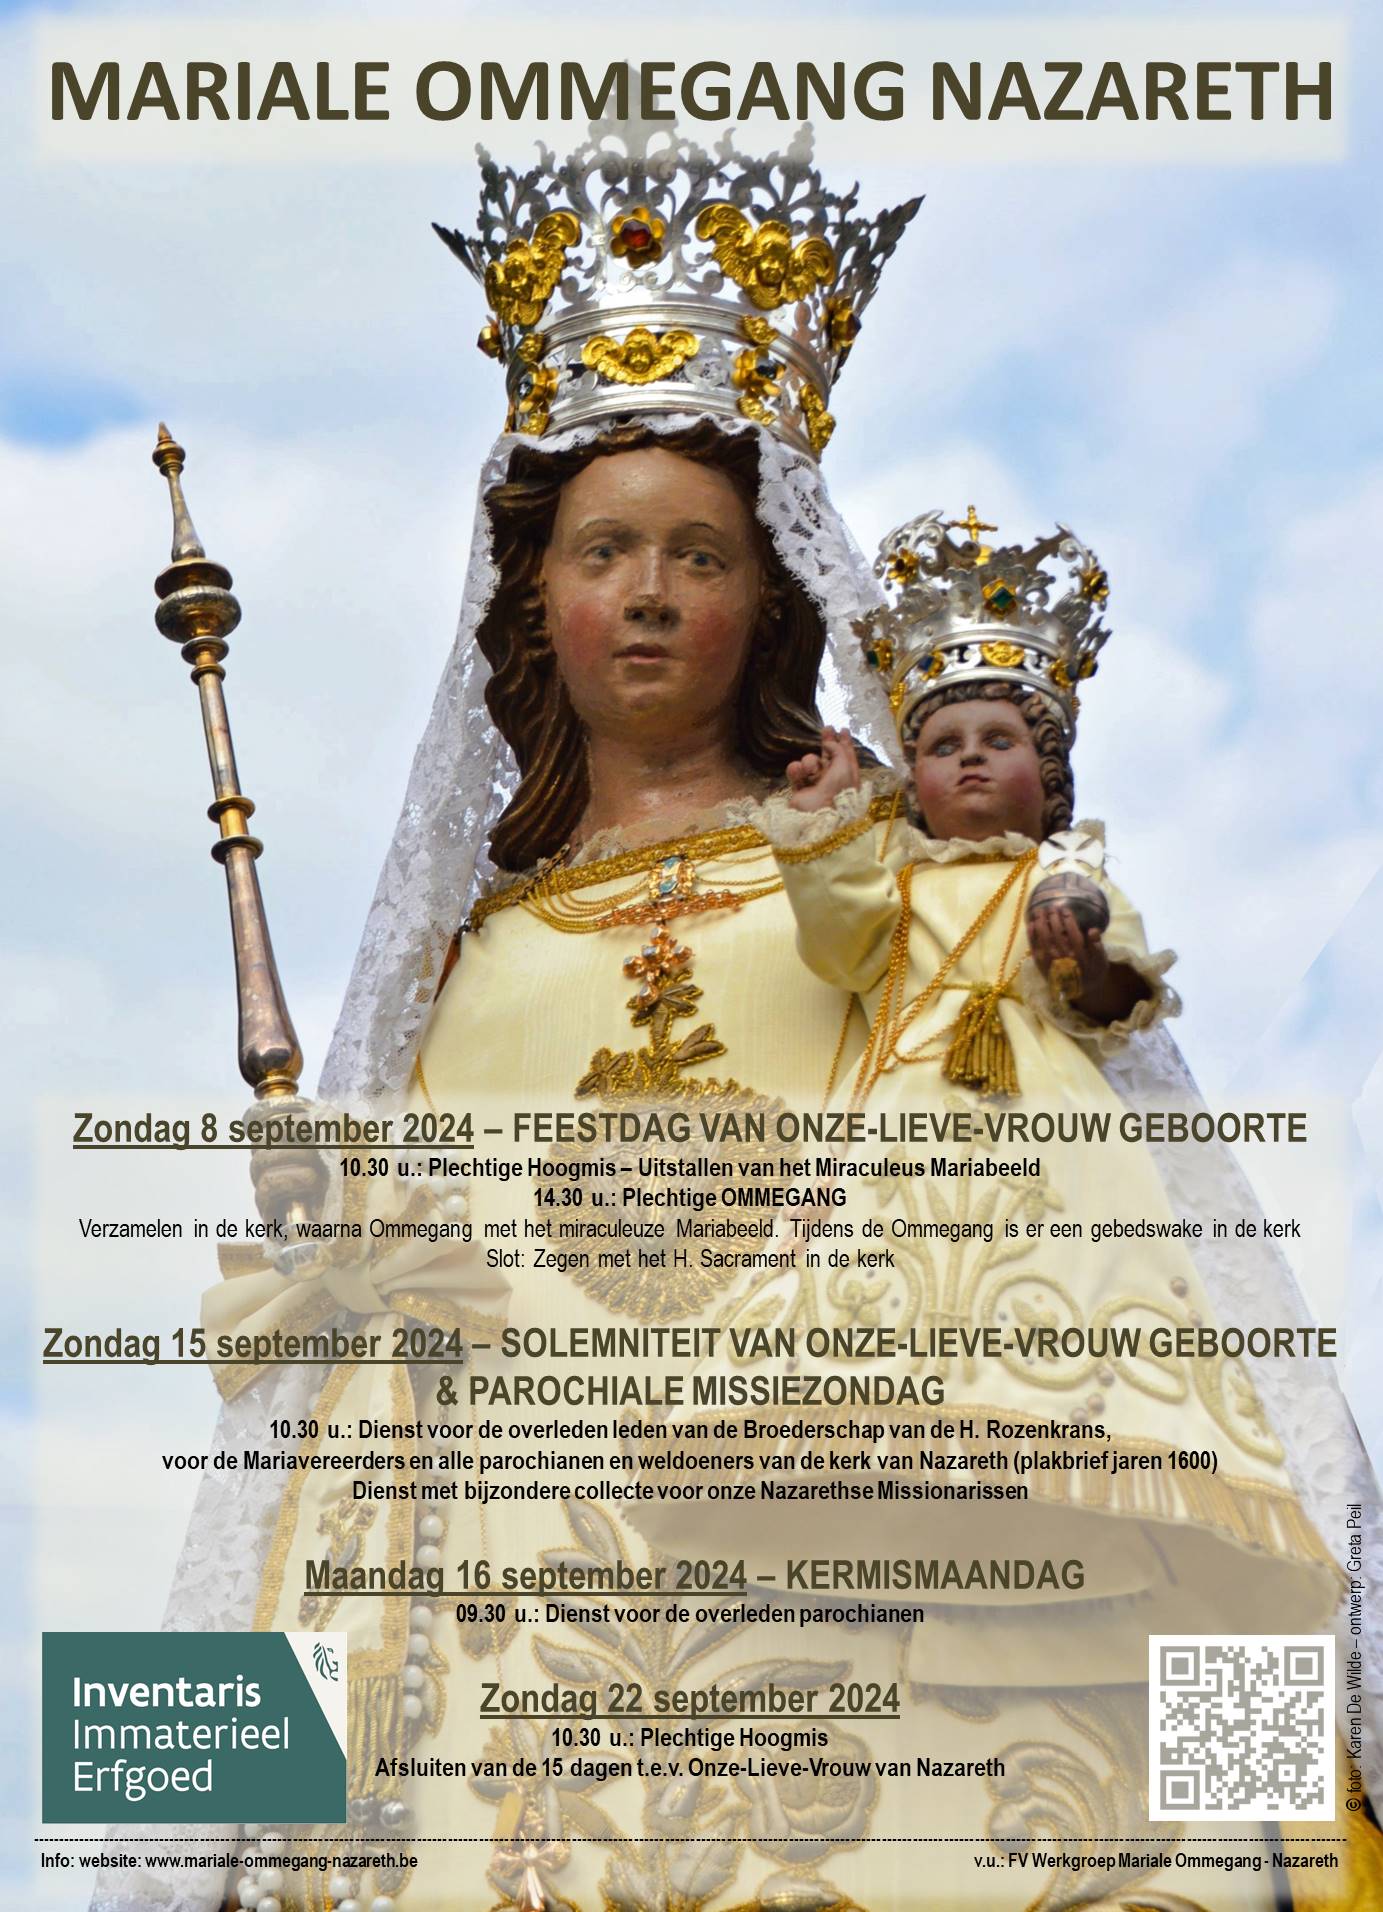 MARIALE OMMEGANG NAZARETH
Zondag 8 september 2024 – FEESTDAG VAN ONZE-LIEVE-VROUW GEBOORTE
10.30 u.: Plechtige Hoogmis – Uitstallen van het Miraculeus Mariabeeld
14.30 u.: Plechtige OMMEGANG
Verzamelen in de kerk, waarna Ommegang met het miraculeuze Mariabeeld. Tijdens de Ommegang is er een gebedswake in de kerk
Slot: Zegen met het H. Sacrament in de kerk
Zondag 15 september 2024 – SOLEMNITEIT VAN ONZE-LIEVE-VROUW GEBOORTE
& PAROCHIALE MISSIEZONDAG
10.30 u.: Dienst voor de overleden leden van de Broederschap van de H. Rozenkrans,
voor de Mariavereerders en alle parochianen en weldoeners van de kerk van Nazareth (plakbrief jaren 1600)
Dienst met bijzondere collecte voor onze Nazarethse Missionarissen
Maandag 16 september 2024 – KERMISMAANDAG
09.30 u.: Dienst voor de overleden parochianen
Zondag 22 september 2024
10.30 u.: Plechtige Hoogmis
Afsluiten van de 15 dagen t.e.v. Onze-Lieve-Vrouw van Nazareth
Inventaris
Immaterieel
Erfgoed
© foto: Karen De Wilde – ontwerp: Greta Peil
Info: website: www.mariale-ommegang-nazareth.be
v.u.: FV Werkgroep Mariale Ommegang - Nazareth